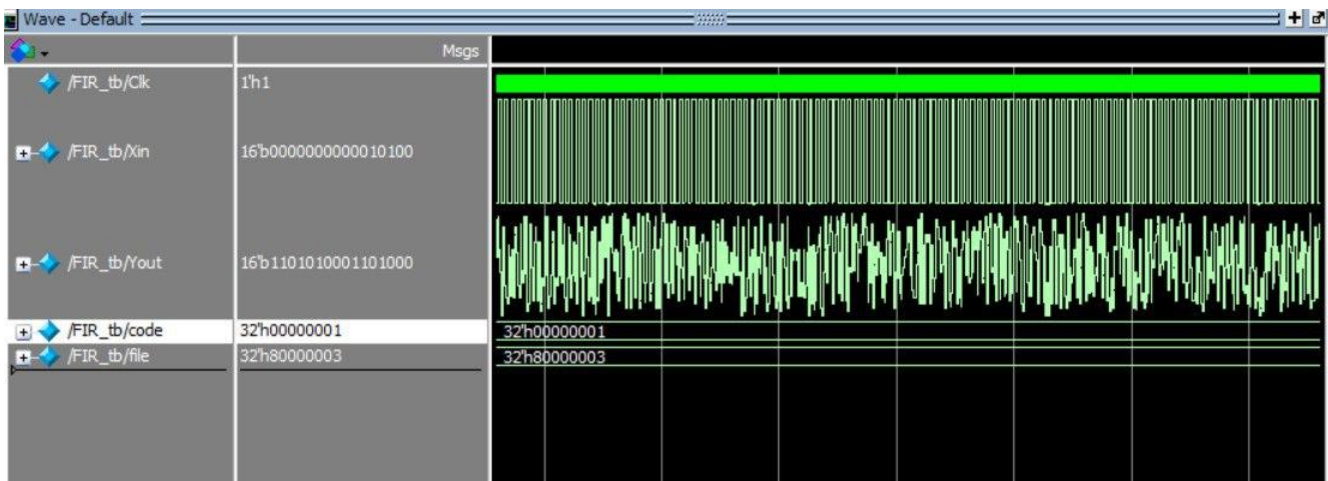 Wave - Default
Msgs
/FIR_tb/Clk 1'h1
/FIR_tb/Xin 16'b0000000000010100
/FIR_tb/Yout 16'b1101010001101000
/FIR_tb/code 32'h00000001 32'h00000001
/FIR_tb/file 32'h80000003 32'h80000003